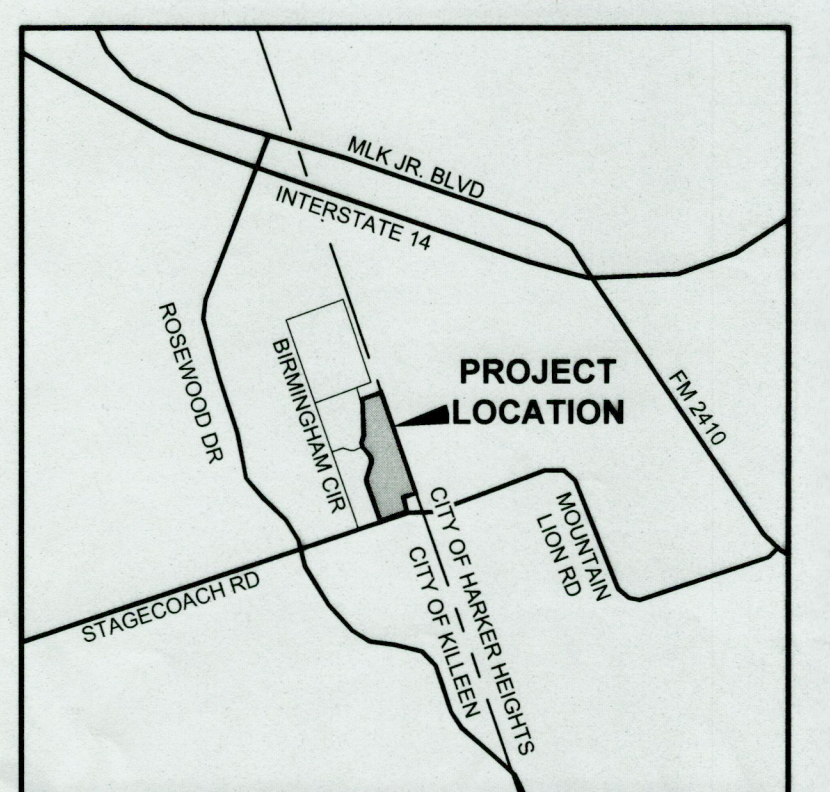 MLK JR. BLVD
INTERSTATE 14
ROSEWOOD DR
BIRMINGHAM CIR
PROJECT
LOCATION
FM 2410
MOUNTAIN
LION RD
STAGECOACH RD
CITY OF HARKER HEIGHTS
CITY OF KILLEEN